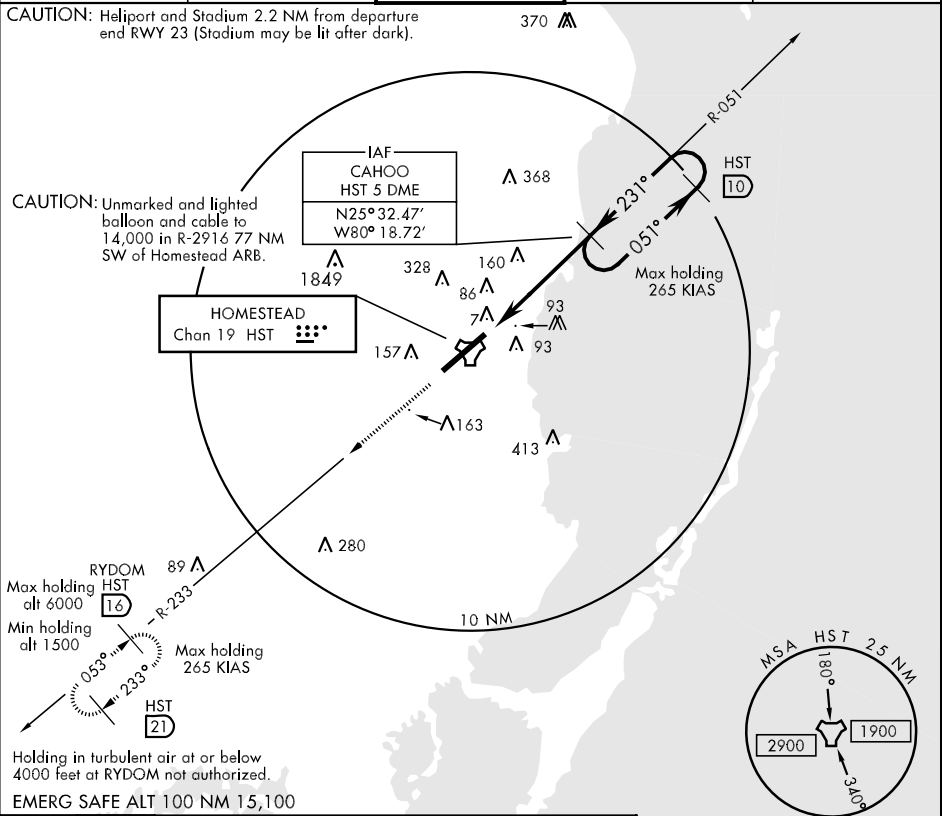 CAUTION: Heliport and Stadium 2.2 NM from departure
end RWY 23 (Stadium may be lit after dark).
370
R-051
IAF
CAHOO
HST 5 DME
N25° 32.47'
W80° 18.72'
368
HST
10
231°
051°
Max holding
265 KIAS
CAUTION: Unmarked and lighted
balloon and cable to
14,000 in R-2916 77 NM
SW of Homestead ARB.
1849
328
160
86
7
93
93
HOMESTEAD
Chan 19 HST
157
163
413
280
89
R-233
10 NM
RYDOM
HST
16
Max holding
alt 6000
Min holding
alt 1500
053°
233°
Max holding
265 KIAS
HST
21
Holding in turbulent air at or below
4000 feet at RYDOM not authorized.
EMERG SAFE ALT 100 NM 15,100
MSA HST 25 NM
180°
2900
1900
340°